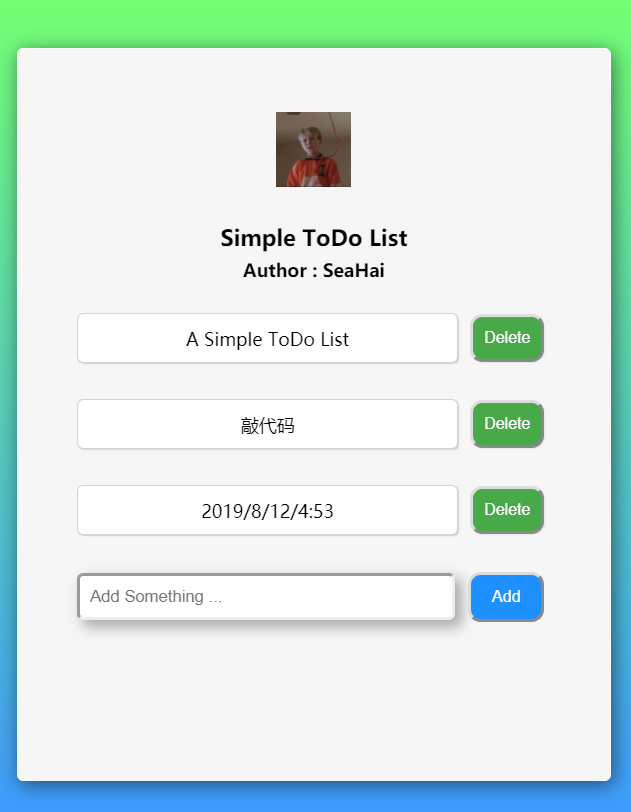 Simple ToDo List
Author : SeaHai
A Simple ToDo List
Delete
敲代码
Delete
2019/8/12/4:53
Delete
Add Something ...
Add